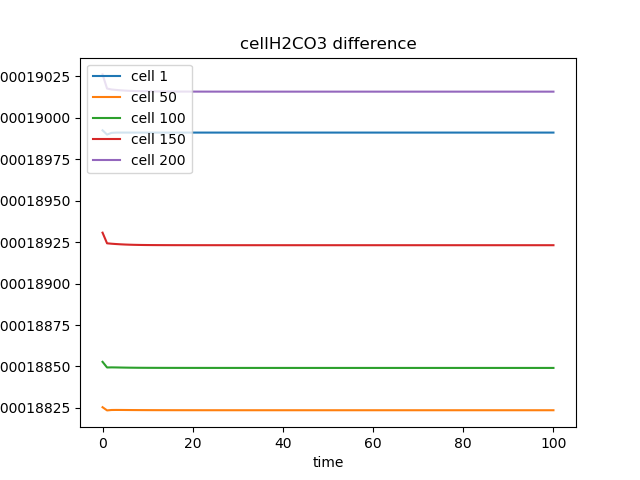 cellH2CO3 difference
00019025
00019000
00018975
00018950
00018925
00018900
00018875
00018850
00018825
cell 1
cell 50
cell 100
cell 150
cell 200
0 20 40 60 80 100
time